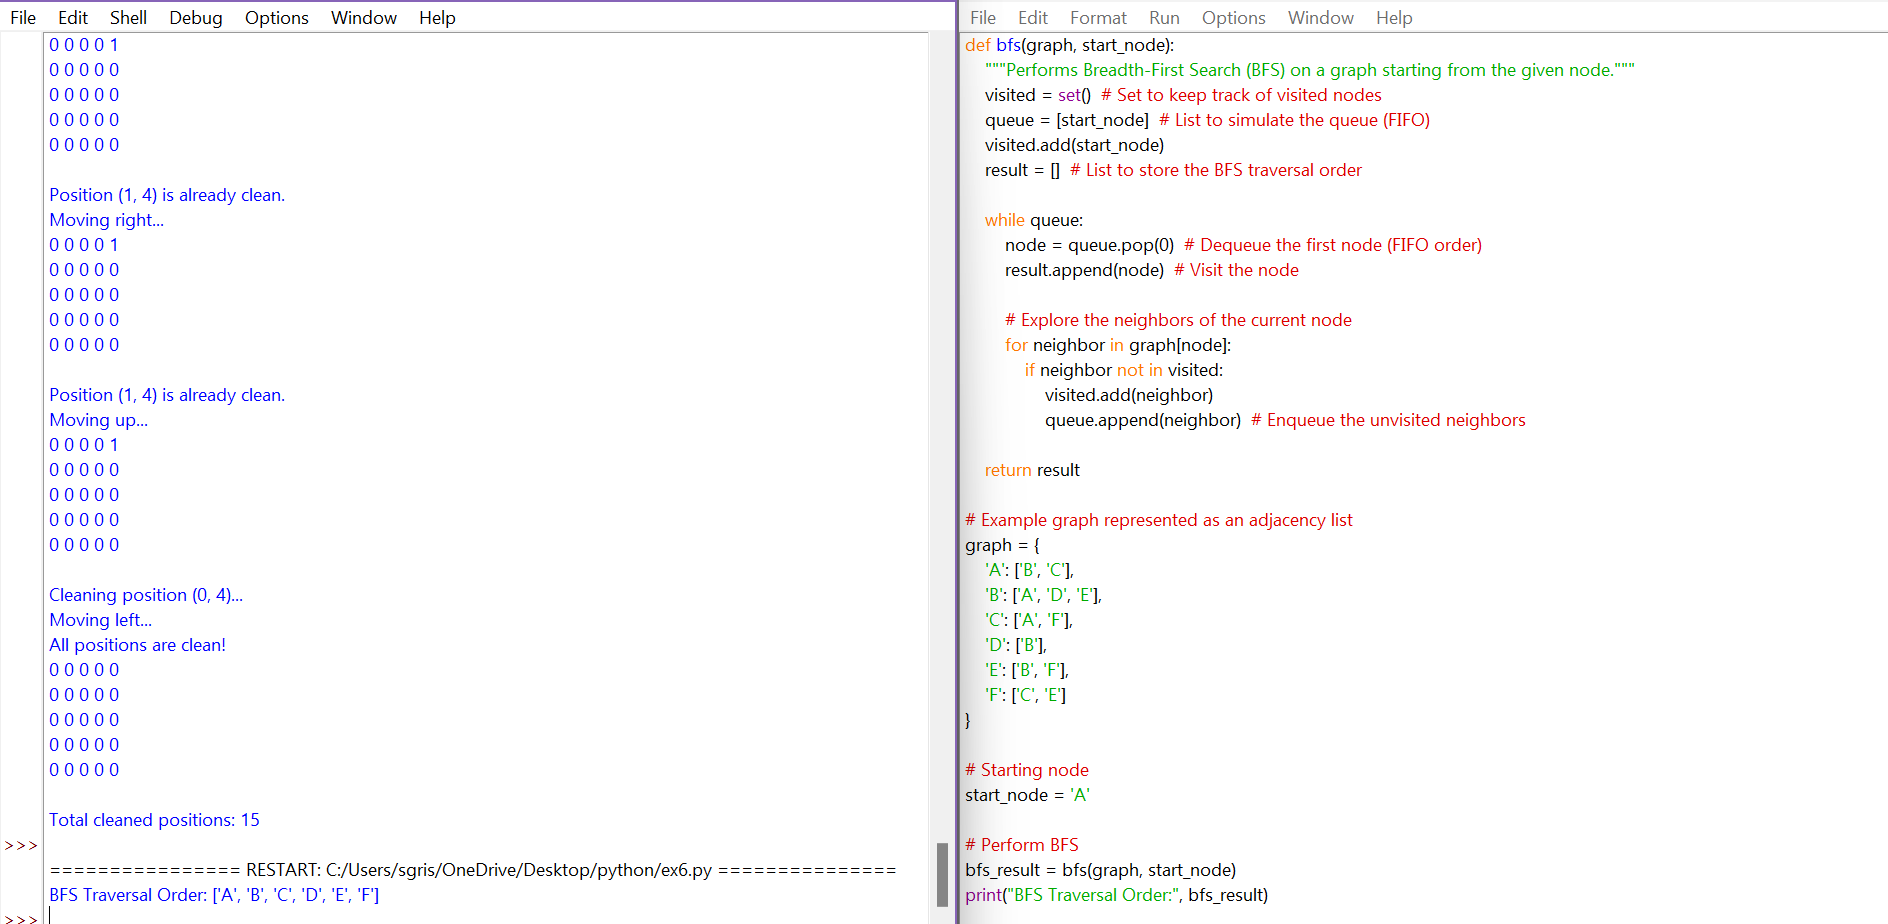 File Edit Shell Debug Options Window Help
0 0 0 0 1
0 0 0 0 0
0 0 0 0 0
0 0 0 0 0
0 0 0 0 0
Position (1, 4) is already clean.
Moving right...
0 0 0 0 1
0 0 0 0 0
0 0 0 0 0
0 0 0 0 0
0 0 0 0 0
Position (1, 4) is already clean.
Moving up...
0 0 0 0 1
0 0 0 0 0
0 0 0 0 0
0 0 0 0 0
0 0 0 0 0
Cleaning position (0, 4)...
Moving left...
All positions are clean!
0 0 0 0 0
0 0 0 0 0
0 0 0 0 0
0 0 0 0 0
0 0 0 0 0
Total cleaned positions: 15
>>>
================ RESTART: C:/Users/sgris/OneDrive/Desktop/python/ex6.py ===============
BFS Traversal Order: ['A', 'B', 'C', 'D', 'E', 'F']
>>>
File Edit Format Run Options Window Help
def bfs(graph, start_node):
    """Performs Breadth-First Search (BFS) on a graph starting from the given node."""
    visited = set()  # Set to keep track of visited nodes
    queue = [start_node]  # List to simulate the queue (FIFO)
    visited.add(start_node)
    result = []  # List to store the BFS traversal order
    while queue:
        node = queue.pop(0)  # Dequeue the first node (FIFO order)
        result.append(node)  # Visit the node
        # Explore the neighbors of the current node
        for neighbor in graph[node]:
            if neighbor not in visited:
                visited.add(neighbor)
                queue.append(neighbor)  # Enqueue the unvisited neighbors
    return result
# Example graph represented as an adjacency list
graph = {
    'A': ['B', 'C'],
    'B': ['A', 'D', 'E'],
    'C': ['A', 'F'],
    'D': ['B'],
    'E': ['B', 'F'],
    'F': ['C', 'E']
}
# Starting node
start_node = 'A'
# Perform BFS
bfs_result = bfs(graph, start_node)
print("BFS Traversal Order:", bfs_result)